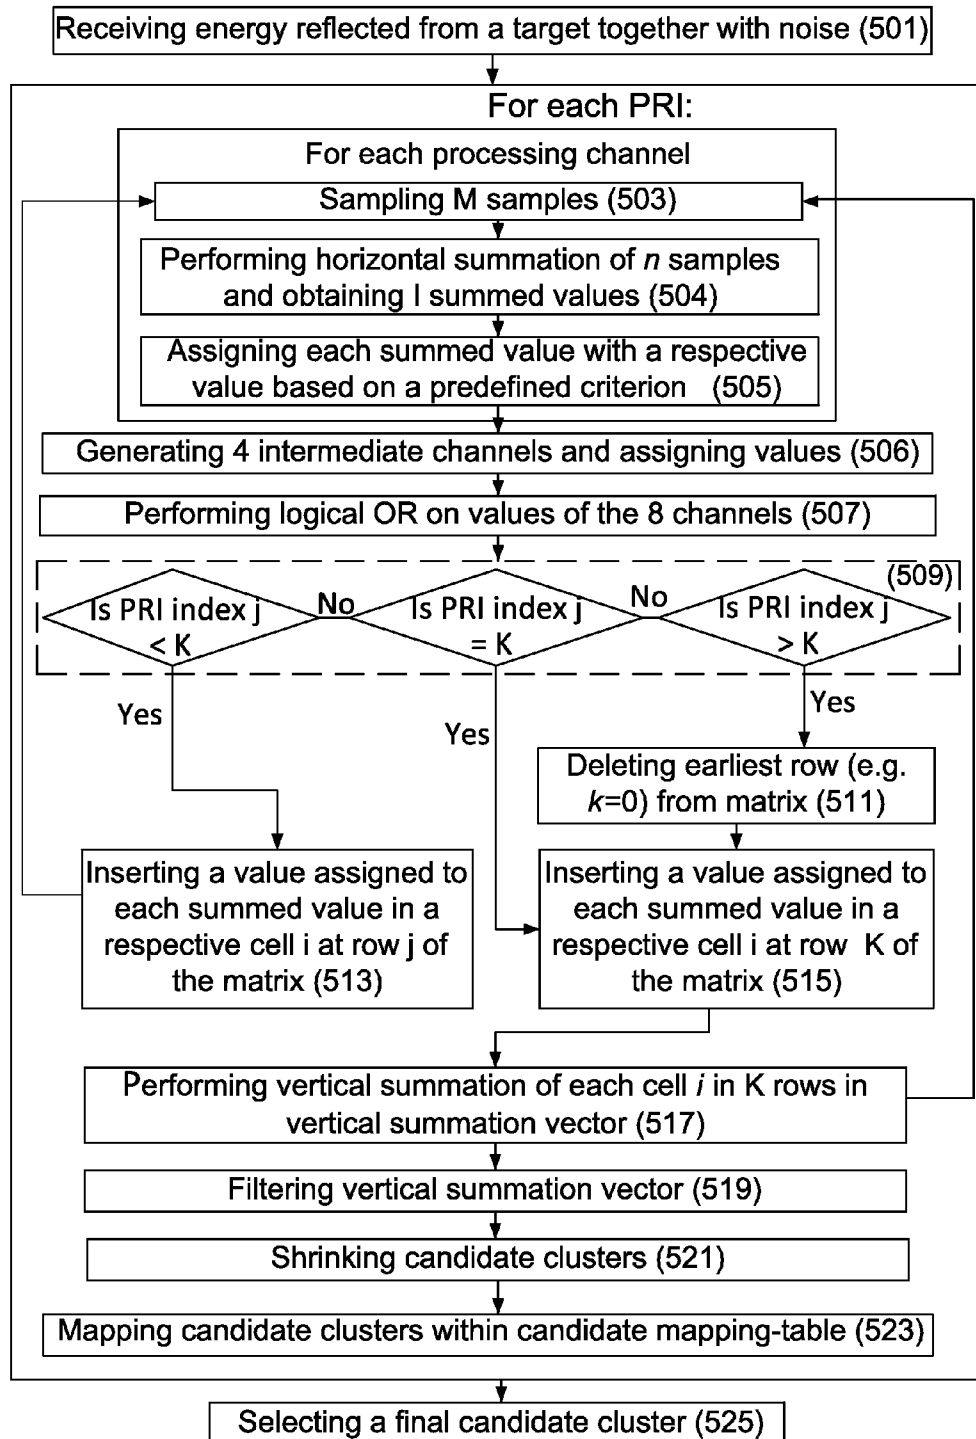 Receiving energy reflected from a target together with noise (501)
For each PRI:
For each processing channel
Sampling M samples (503)
Performing horizontal summation of n samples
and obtaining I summed values (504)
Assigning each summed value with a respective
value based on a predefined criterion (505)
Generating 4 intermediate channels and assigning values (506)
Performing logical OR on values of the 8 channels (507)
(509)
Is PRI index j
< K
No
Is PRI index j
= K
No
Is PRI index j
> K
Yes
Yes
Yes
Deleting earliest row (e.g.
k=0) from matrix (511)
Inserting a value assigned to
each summed value in a
respective cell i at row j of
the matrix (513)
Inserting a value assigned to
each summed value in a
respective cell i at row K of
the matrix (515)
Performing vertical summation of each cell i in K rows in
vertical summation vector (517)
Filtering vertical summation vector (519)
Shrinking candidate clusters (521)
Mapping candidate clusters within candidate mapping-table (523)
Selecting a final candidate cluster (525)